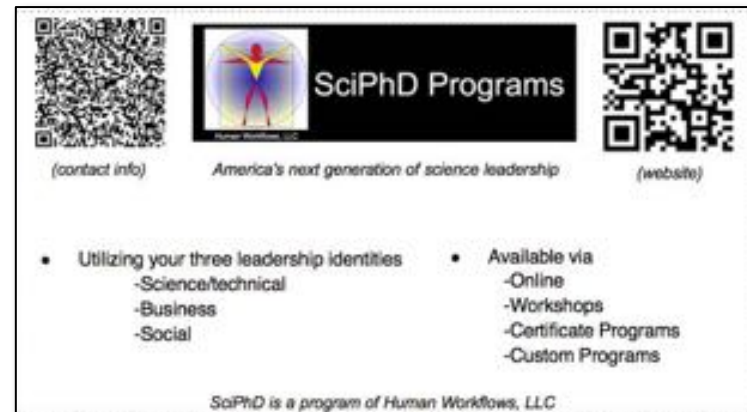 SciPhD Programs
Human Workflows, LLC
(contact info)
America's next generation of science leadership
(website)
• Utilizing your three leadership identities
-Science/technical
-Business
-Social
• Available via
-Online
-Workshops
-Certificate Programs
-Custom Programs
SciPhD is a program of Human Workflows, LLC